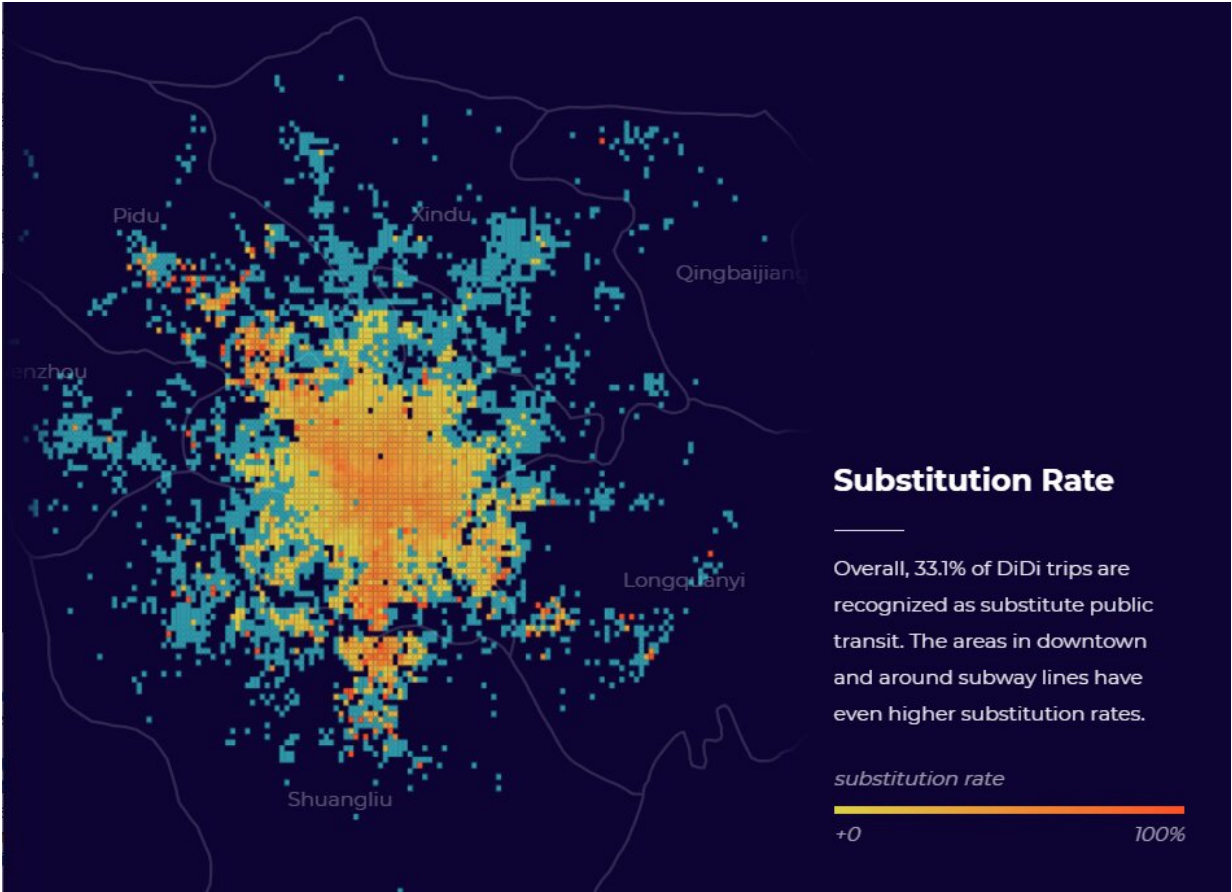 Pidu
Xindu
Qingbaijiang
enzhou
Longquanyi
Shuangliu
Substitution Rate
Overall, 33.1% of DiDi trips are
recognized as substitute public
transit. The areas in downtown
and around subway lines have
even higher substitution rates.
substitution rate
+0 100%